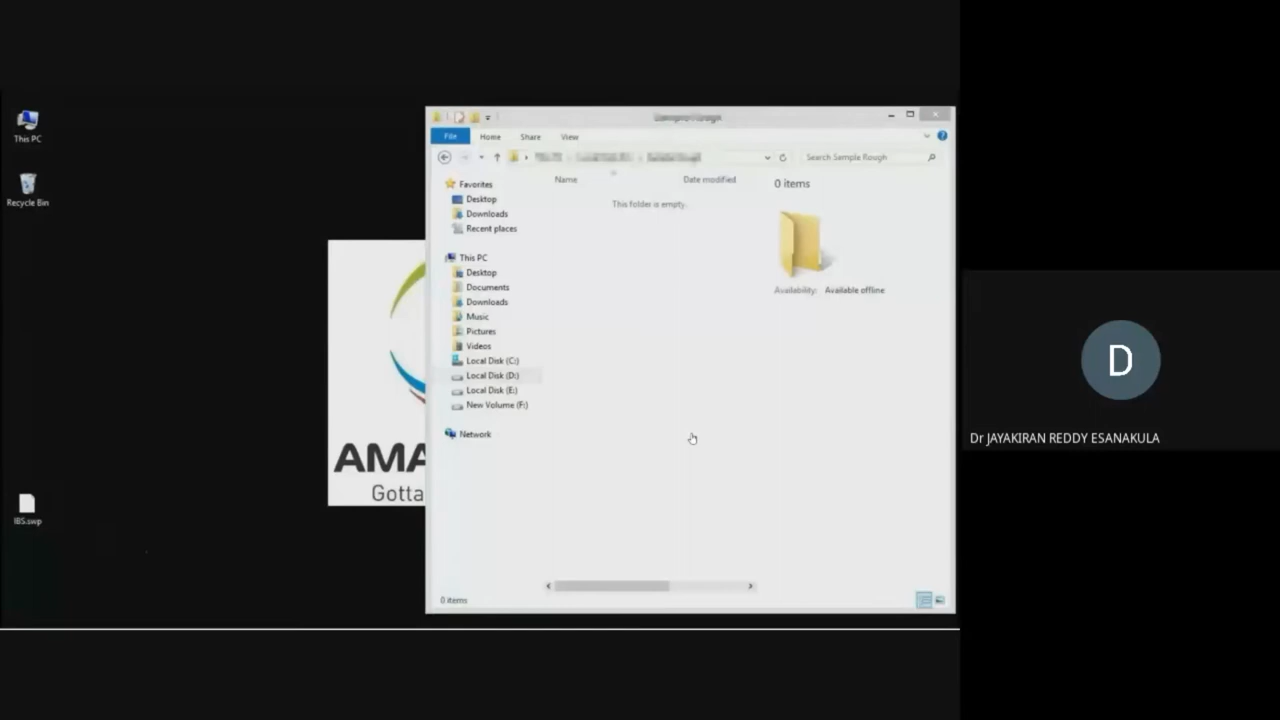 This PC
Recycle Bin
AMA
Gotta
IBS.swp
File Home Share View
Search Sample Rough
Name Date modified
This folder is empty.
Favorites
Desktop
Downloads
Recent places
This PC
Desktop
Documents
Downloads
Music
Pictures
Videos
Local Disk (C:)
Local Disk (D:)
Local Disk (E:)
New Volume (F:)
Network
0 items
0 items
Availability: Available offline
D
Dr JAYAKIRAN REDDY ESANAKULA